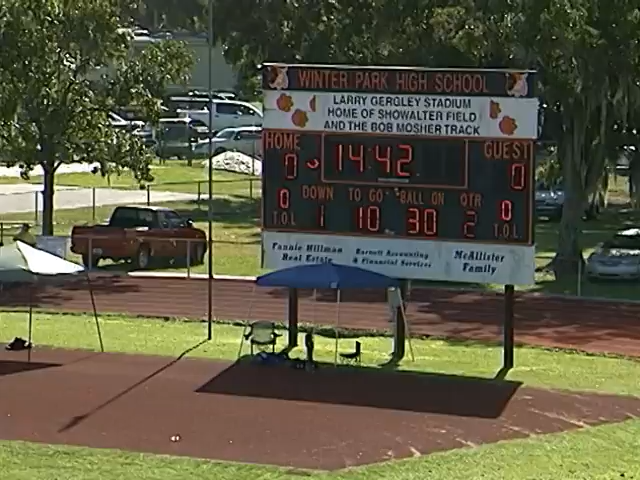 WINTER PARK HIGH SCHOOL
LARRY GERGLEY STADIUM
HOME OF SHOWALTER FIELD
AND THE BOB MOSHER TRACK
HOME 14:42 GUEST
0 0
DOWN TO GO BALL ON QTR
0 1 10 30 2 0
T.O.L T.O.L
Fannie Hillman
Real Estate
Barnett Accounting
& Financial Services
McAllister
Family